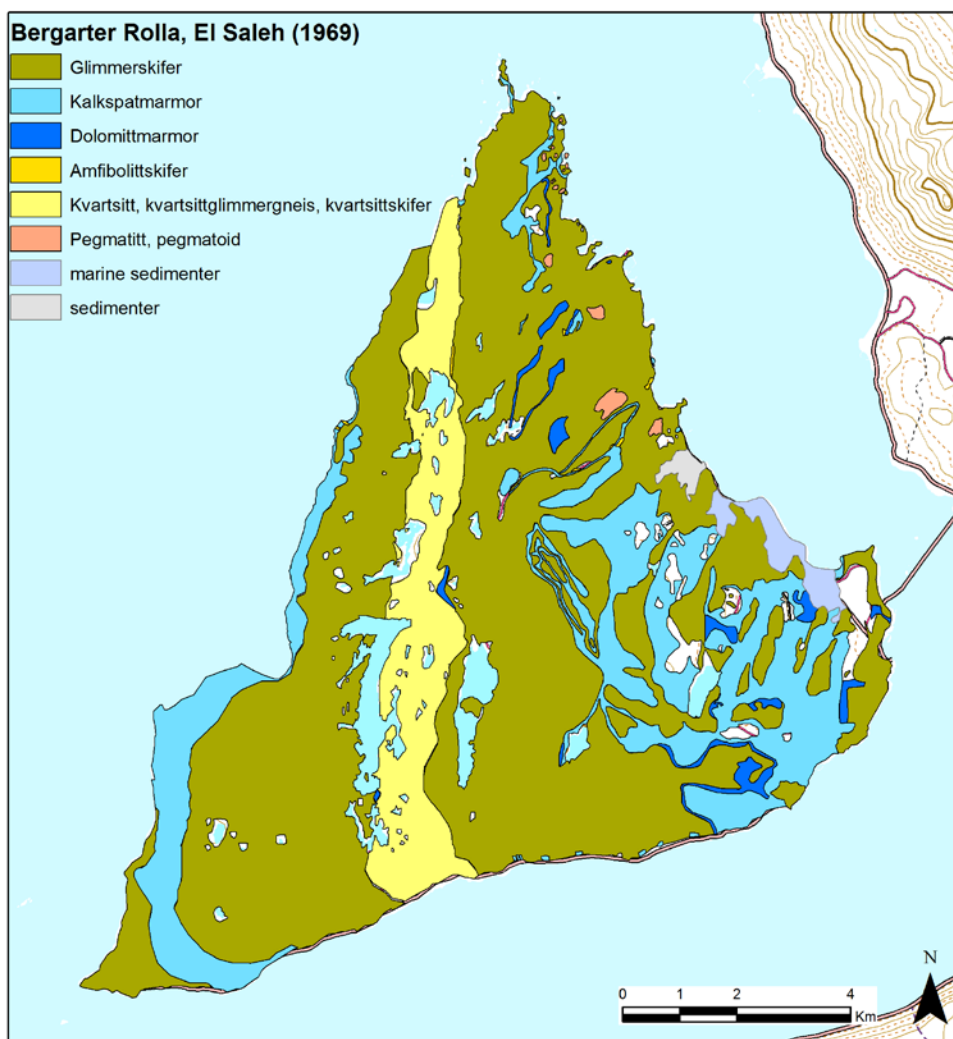 Bergarter Rolla, El Saleh (1969)
Glimmerskifer
Kalkspatmarmor
Dolomittmarmor
Amfibolittskifer
Kvartsitt, kvartsittglimmergneis, kvartsittskifer
Pegmatitt, pegmatoid
marine sedimenter
sedimenter
N
0 1 2 4
Km